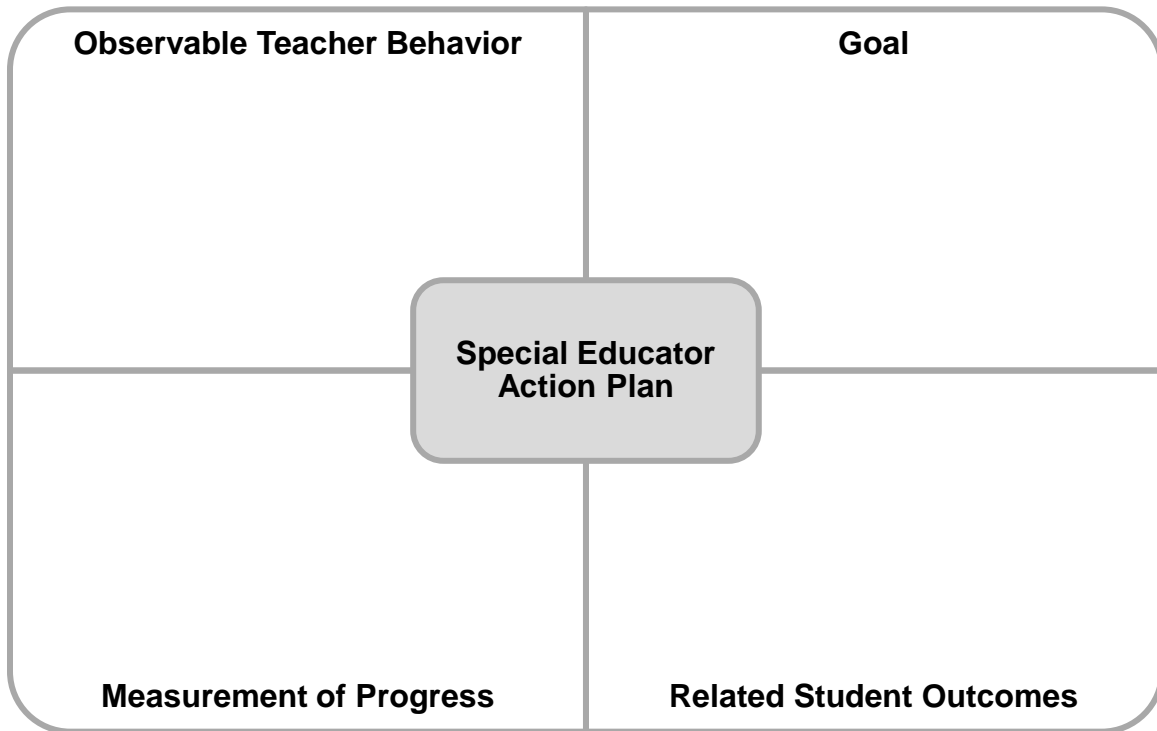 Observable Teacher Behavior
Goal
Special Educator
Action Plan
Measurement of Progress
Related Student Outcomes